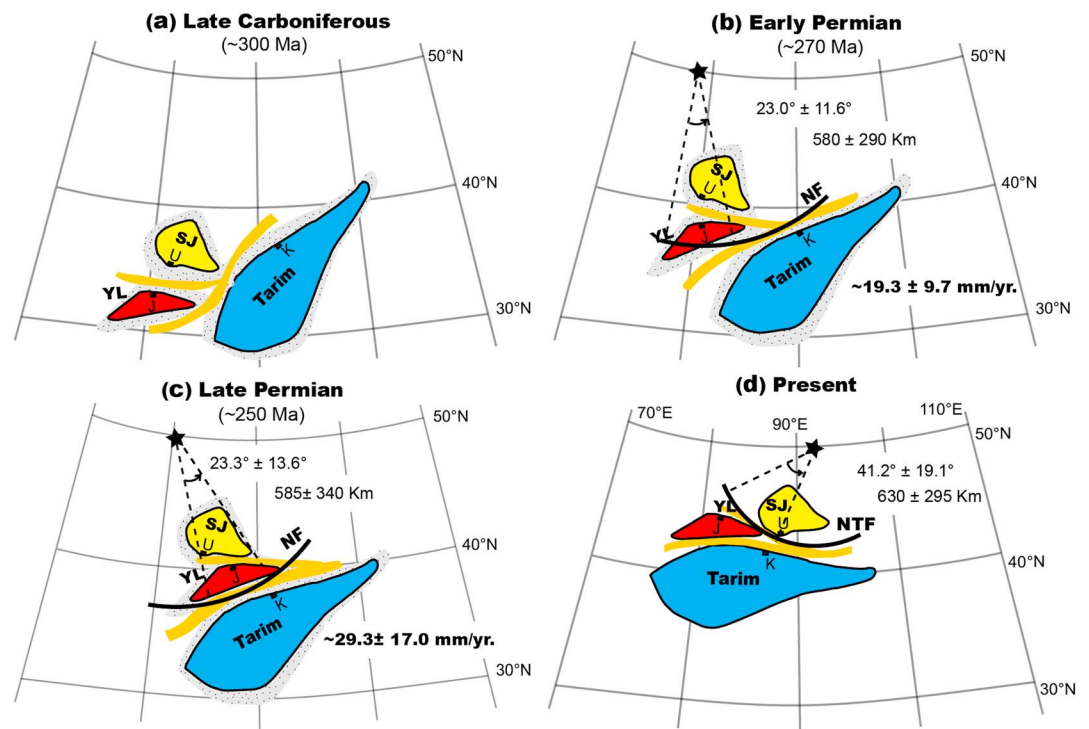 (a) Late Carboniferous
(~300 Ma)
50°N
40°N
30°N
SJ
U
YL
J
K
Tarim
(b) Early Permian
(~270 Ma)
50°N
23.0° ± 11.6°
580 ± 290 Km
40°N
SJ
U
NF
YL
J
K
Tarim
~19.3 ± 9.7 mm/yr.
30°N
(c) Late Permian
(~250 Ma)
50°N
23.3° ± 13.6°
585± 340 Km
SJ
U
NF
40°N
YL
J
K
Tarim
~29.3± 17.0 mm/yr.
30°N
(d) Present
70°E
90°E
110°E
50°N
41.2° ± 19.1°
630 ± 295 Km
YL
J
SJ
U
NTF
K
40°N
Tarim
30°N